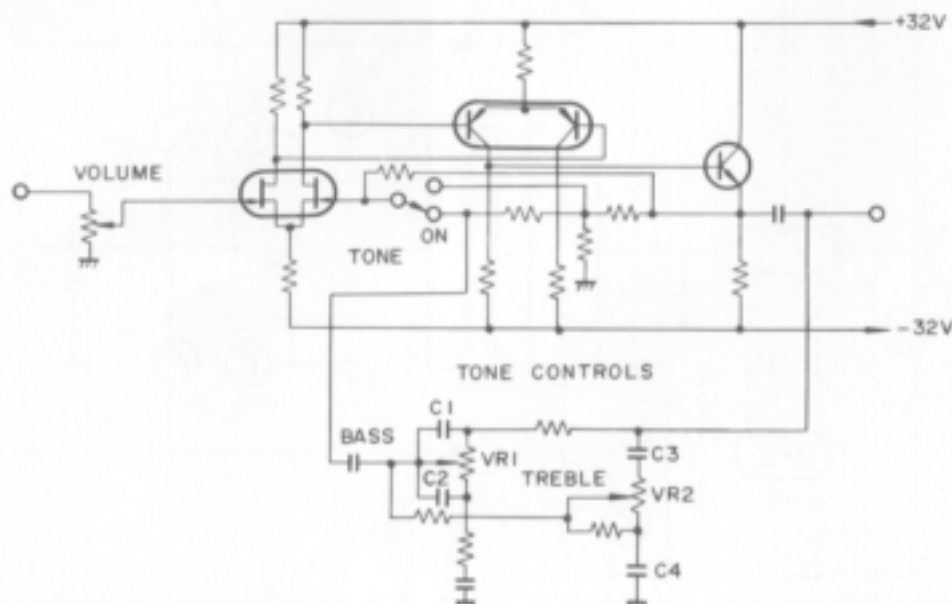 +32V
VOLUME
ON
TONE
-32V
TONE CONTROLS
C1
BASS
C3
VR1
TREBLE
C2
VR2
C4